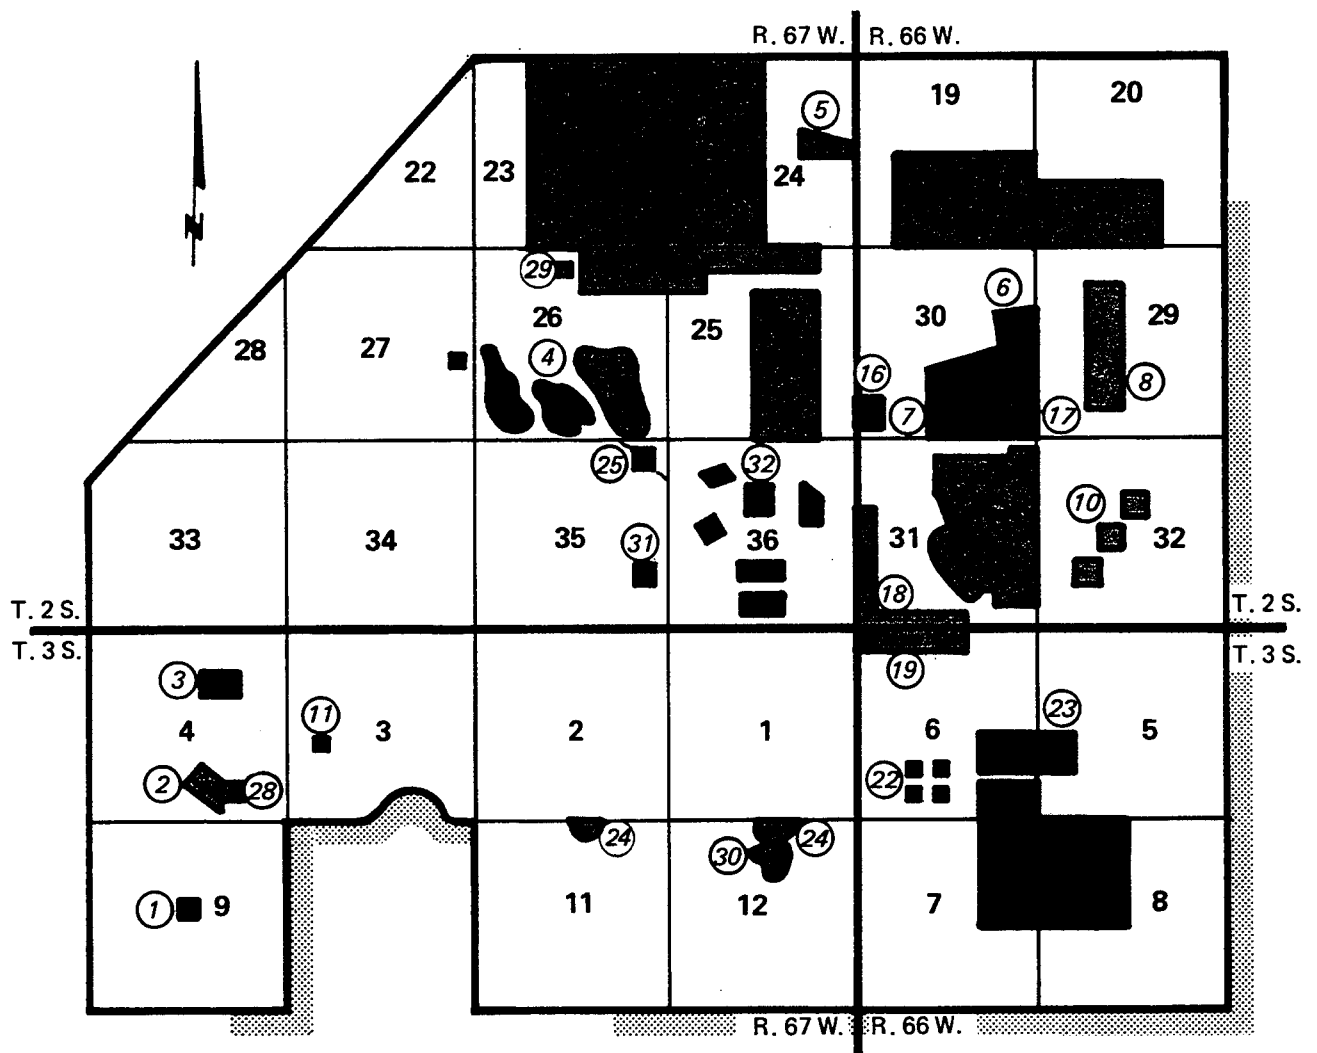 R. 67 W. R. 66 W.
5 19 20
22 23 24
29
6
26 25 30 29
28 27 4 16 8
7 17
25 32
10
33 34 35 31 36 31 32
18
T. 2 S. T. 2 S.
T. 3 S. T. 3 S.
3 19
11 23
4 3 2 1 6 5
2 28 22
24 24
30
1 9 11 12 7 8
R. 67 W. R. 66 W.
N